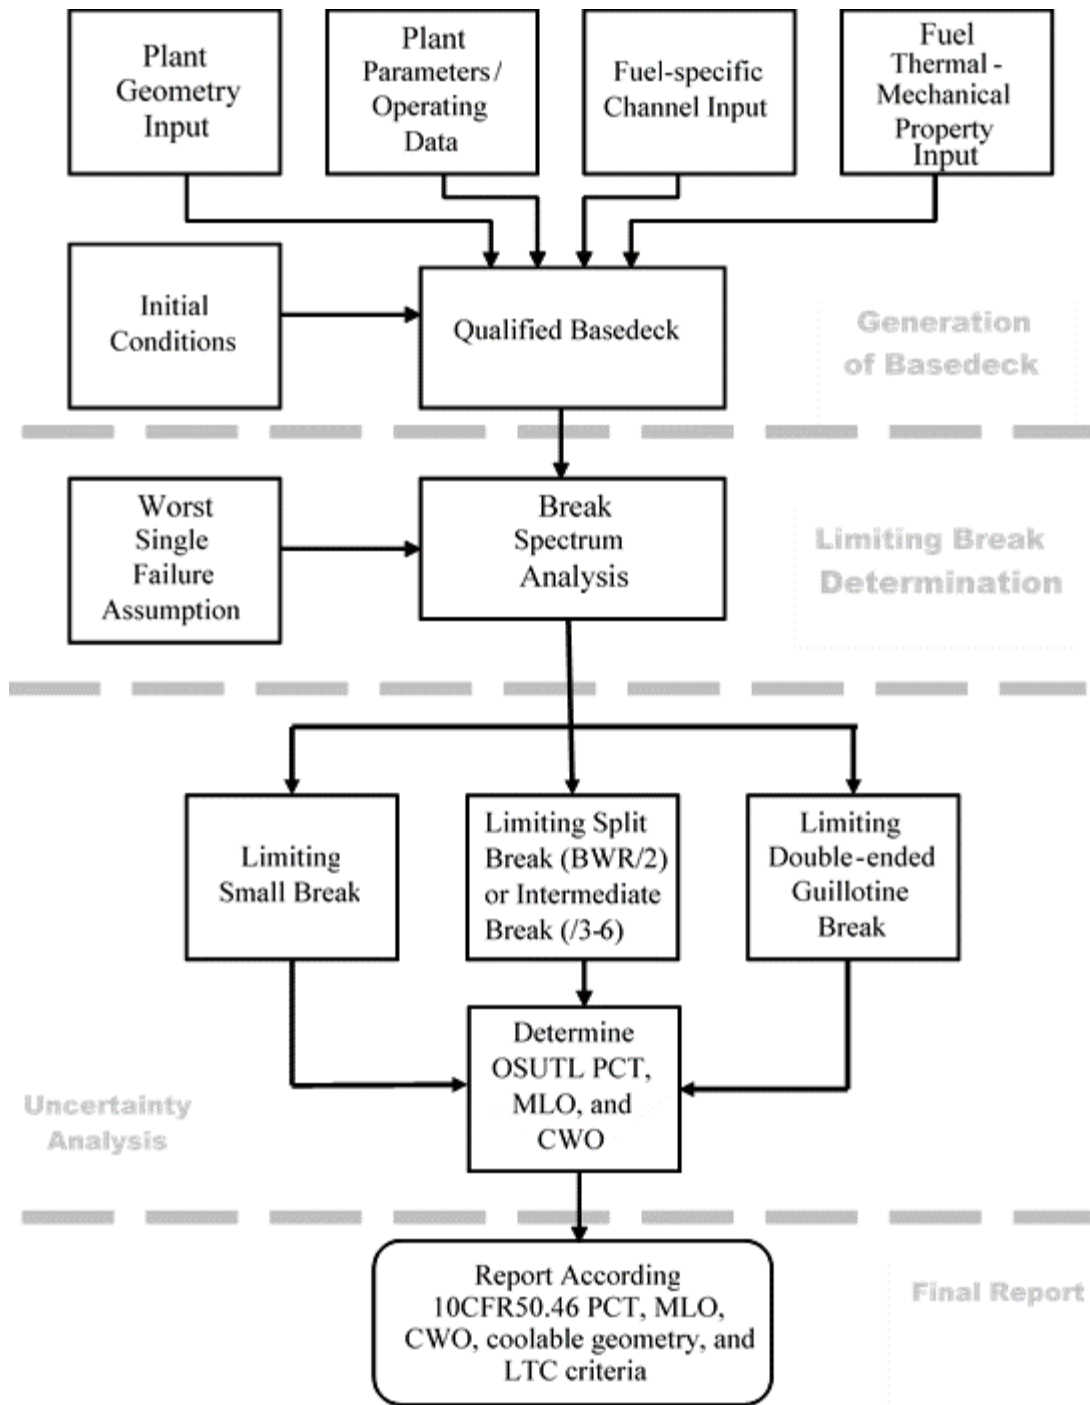 Plant
Geometry
Input
Plant
Parameters/
Operating
Data
Fuel-specific
Channel Input
Fuel
Thermal-
Mechanical
Property
Input
Initial
Conditions
Qualified Basedeck
Generation
of Basedeck
Worst
Single
Failure
Assumption
Break
Spectrum
Analysis
Limiting Break
Determination
Limiting
Small Break
Limiting Split
Break (BWR/2)
or Intermediate
Break (/3-6)
Limiting
Double-ended
Guillotine
Break
Determine
OSUTL PCT,
MLO, and
CWO
Uncertainty
Analysis
Report According
10CFR50.46 PCT, MLO,
CWO, coolable geometry, and
LTC criteria
Final Report